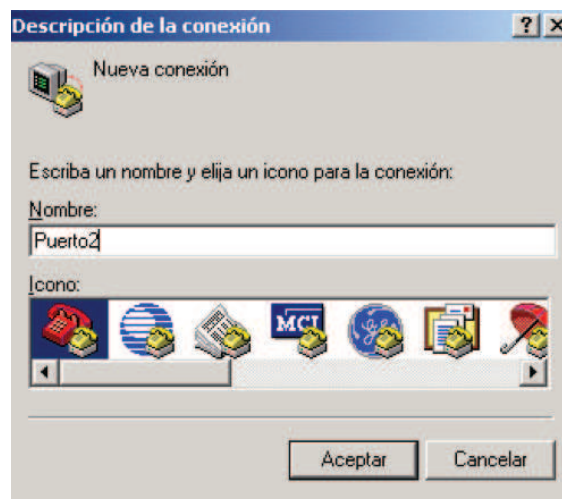 Descripción de la conexión
Nueva conexión
Escriba un nombre y elija un icono para la conexión:
Nombre:
Puerto2
Icono:
MCI
Aceptar
Cancelar